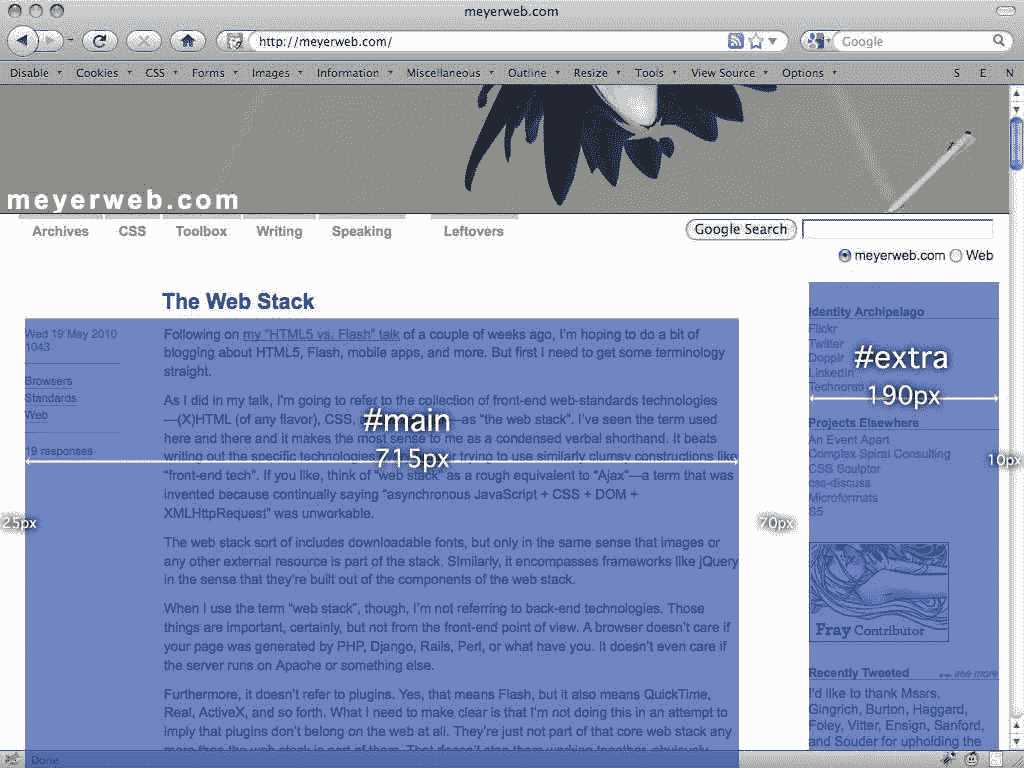 meyerweb.com
http://meyerweb.com/
Google
Disable Cookies CSS Forms Images Information Miscellaneous Outline Resize Tools View Source Options S E N
meyerweb.com
Archives CSS Toolbox Writing Speaking Leftovers
Google Search
meyerweb.com Web
The Web Stack
Wed 19 May 2010
1043
Browsers
Standards
Web
19 responses
Following on my "HTML5 vs. Flash" talk of a couple of weeks ago, I'm hoping to do a bit of
blogging about HTML5, Flash, mobile apps, and more. But first I need to get some terminology
straight.
As I did in my talk, I'm going to refer to the collection of front-end web-standards technologies
—(X)HTML (of any flavor), CSS, —as "the web stack". I've seen the term used
here and there and it makes the most sense to me as a condensed verbal shorthand. It beats
writing out the specific technologies or trying to use similarly clumsy constructions like
"front-end tech". If you like, think of "web stack" as a rough equivalent to "Ajax"—a term that was
invented because continually saying "asynchronous JavaScript + CSS + DOM +
XMLHttpRequest" was unworkable.
The web stack sort of includes downloadable fonts, but only in the same sense that images or
any other external resource is part of the stack. SImilarly, it encompasses frameworks like jQuery
in the sense that they're built out of the components of the web stack.
When I use the term "web stack", though, I'm not referring to back-end technologies. Those
things are important, certainly, but not from the front-end point of view. A browser doesn't care if
your page was generated by PHP, Django, Rails, Perl, or what have you. It doesn't even care if
the server runs on Apache or something else.
Furthermore, it doesn't refer to plugins. Yes, that means Flash, but it also means QuickTime,
Real, ActiveX, and so forth. What I need to make clear is that I'm not doing this in an attempt to
imply that plugins don't belong on the web at all. They're just not part of that core web stack any
more than the web stack is part of them. That doesn't stop them working together, obviously.
#main
715px
25px
70px
Identity Archipelago
Flickr
Twitter
Dopplr
LinkedIn
Technorati
#extra
190px
Projects Elsewhere
An Event Apart
Complex Spiral Consulting
CSS Sculptor
css-discuss
Microformats
S5
10px
Fray Contributor
Recently Tweeted see more
I'd like to thank Mssrs.
Gingrich, Burton, Haggard,
Foley, Vitter, Ensign, Sanford,
and Souder for upholding the
Done